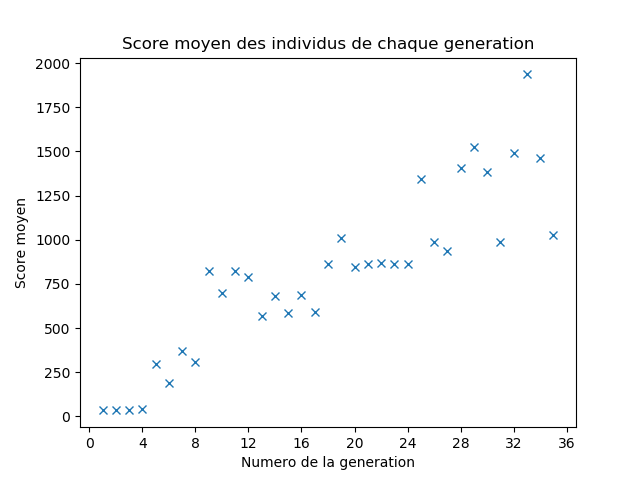 Score moyen des individus de chaque generation
2000
1750
1500
1250
1000
750
500
250
0
Score moyen
0 4 8 12 16 20 24 28 32 36
Numero de la generation